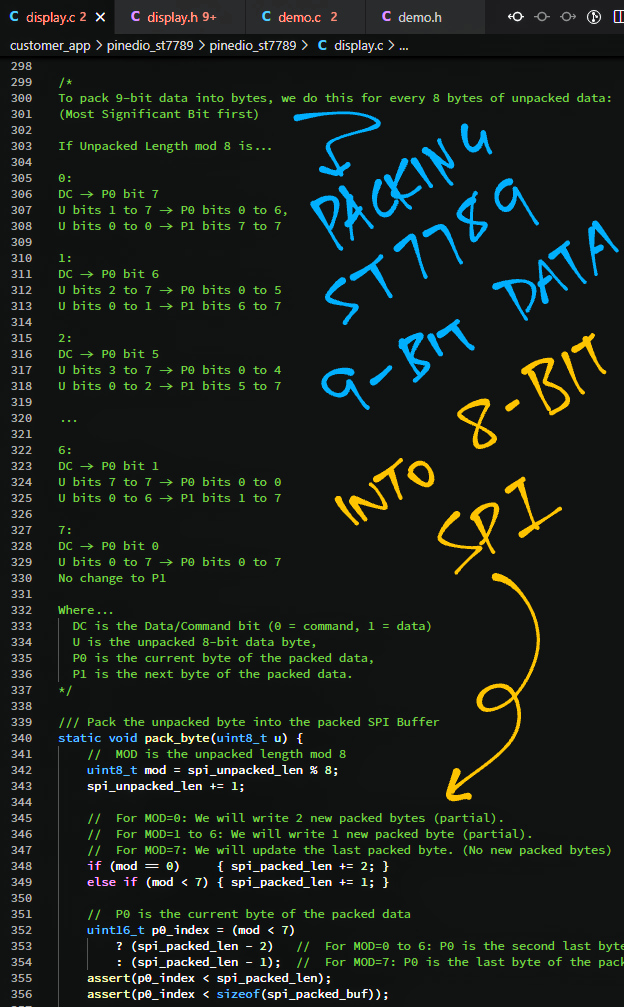 display.c 2 display.h 9+ demo.c 2 demo.h
customer_app > pinedio_st7789 > pinedio_st7789 > C display.c > ...
298
299 /*
300 To pack 9-bit data into bytes, we do this for every 8 bytes of unpacked data:
301 (Most Significant Bit first)
302
303 If Unpacked Length mod 8 is...
304
305 0:
306 DC → P0 bit 7
307 U bits 1 to 7 → P0 bits 0 to 6,
308 U bits 0 to 0 → P1 bits 7 to 7
309
310 1:
311 DC → P0 bit 6
312 U bits 2 to 7 → P0 bits 0 to 5
313 U bits 0 to 1 → P1 bits 6 to 7
314
315 2:
316 DC → P0 bit 5
317 U bits 3 to 7 → P0 bits 0 to 4
318 U bits 0 to 2 → P1 bits 5 to 7
319
320 ...
321
322 6:
323 DC → P0 bit 1
324 U bits 7 to 7 → P0 bits 0 to 0
325 U bits 0 to 6 → P1 bits 1 to 7
326
327 7:
328 DC → P0 bit 0
329 U bits 0 to 7 → P0 bits 0 to 7
330 No change to P1
331
332 Where...
333 DC is the Data/Command bit (0 = command, 1 = data)
334 U is the unpacked 8-bit data byte,
335 P0 is the current byte of the packed data,
336 P1 is the next byte of the packed data.
337 */
338
339 /// Pack the unpacked byte into the packed SPI Buffer
340 static void pack_byte(uint8_t u) {
341 // MOD is the unpacked length mod 8
342 uint8_t mod = spi_unpacked_len % 8;
343 spi_unpacked_len += 1;
344
345 // For MOD=0: We will write 2 new packed bytes (partial).
346 // For MOD=1 to 6: We will write 1 new packed byte (partial).
347 // For MOD=7: We will update the last packed byte. (No new packed bytes)
348 if (mod == 0) { spi_packed_len += 2; }
349 else if (mod < 7) { spi_packed_len += 1; }
350
351 // P0 is the current byte of the packed data
352 uint16_t p0_index = (mod < 7)
353 ? (spi_packed_len - 2) // For MOD=0 to 6: P0 is the second last byte
354 : (spi_packed_len - 1); // For MOD=7: P0 is the last byte of the pack
355 assert(p0_index < spi_packed_len);
356 assert(p0_index < sizeof(spi_packed_buf));
PACKING
ST7789
9-BIT DATA
INTO 8-BIT
SPI